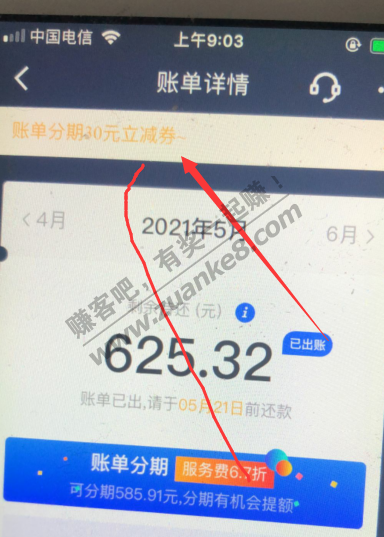 中国电信 上午9:03
账单详情
账单分期30元立减券~
4月 2021年5月 6月
剩余待还 (元) i
625.32
已出账
账单已出,请于05月21日前还款
账单分期 服务费6.7折
可分期585.91元,分期有机会提额
赚客吧,有奖一起赚!
www.zuanke8.com